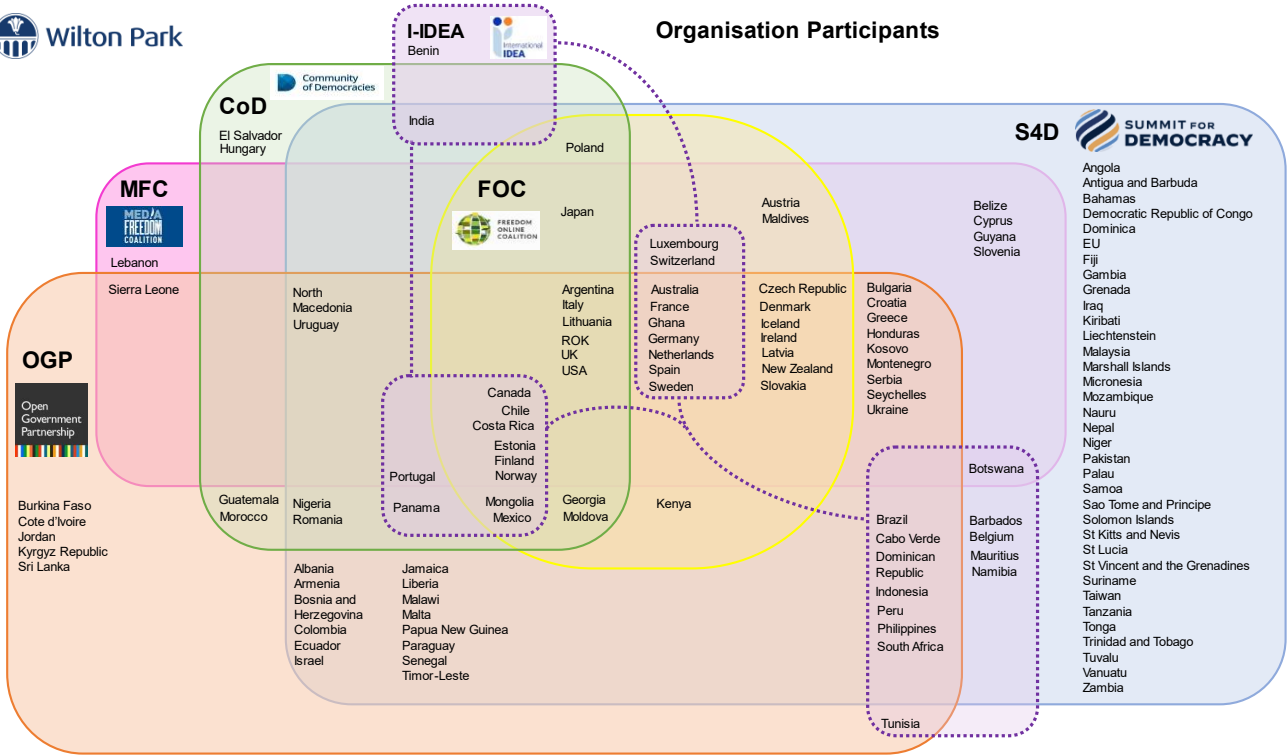 Wilton Park
Organisation Participants
I-IDEA
Benin
International
IDEA
Community
of Democracies
CoD
El Salvador
Hungary
India
Poland
S4D
SUMMIT FOR
DEMOCRACY
MFC
MEDIA
FREEDOM
COALITION
Lebanon
Sierra Leone
FOC
FREEDOM
ONLINE
COALITION
Japan
Austria
Maldives
Luxembourg
Switzerland
Belize
Cyprus
Guyana
Slovenia
North
Macedonia
Uruguay
Argentina
Italy
Lithuania
ROK
UK
USA
Australia
France
Ghana
Germany
Netherlands
Spain
Sweden
Czech Republic
Denmark
Iceland
Ireland
Latvia
New Zealand
Slovakia
Bulgaria
Croatia
Greece
Honduras
Kosovo
Montenegro
Serbia
Seychelles
Ukraine
OGP
Open
Government
Partnership
Canada
Chile
Costa Rica
Estonia
Finland
Norway
Portugal
Panama
Mongolia
Mexico
Botswana
Burkina Faso
Cote d'Ivoire
Jordan
Kyrgyz Republic
Sri Lanka
Guatemala
Morocco
Nigeria
Romania
Georgia
Moldova
Kenya
Brazil
Cabo Verde
Dominican
Republic
Indonesia
Peru
Philippines
South Africa
Barbados
Belgium
Mauritius
Namibia
Albania
Armenia
Bosnia and
Herzegovina
Colombia
Ecuador
Israel
Jamaica
Liberia
Malawi
Malta
Papua New Guinea
Paraguay
Senegal
Timor-Leste
Tunisia
Angola
Antigua and Barbuda
Bahamas
Democratic Republic of Congo
Dominica
EU
Fiji
Gambia
Grenada
Iraq
Kiribati
Liechtenstein
Malaysia
Marshall Islands
Micronesia
Mozambique
Nauru
Nepal
Niger
Pakistan
Palau
Samoa
Sao Tome and Principe
Solomon Islands
St Kitts and Nevis
St Lucia
St Vincent and the Grenadines
Suriname
Taiwan
Tanzania
Tonga
Trinidad and Tobago
Tuvalu
Vanuatu
Zambia